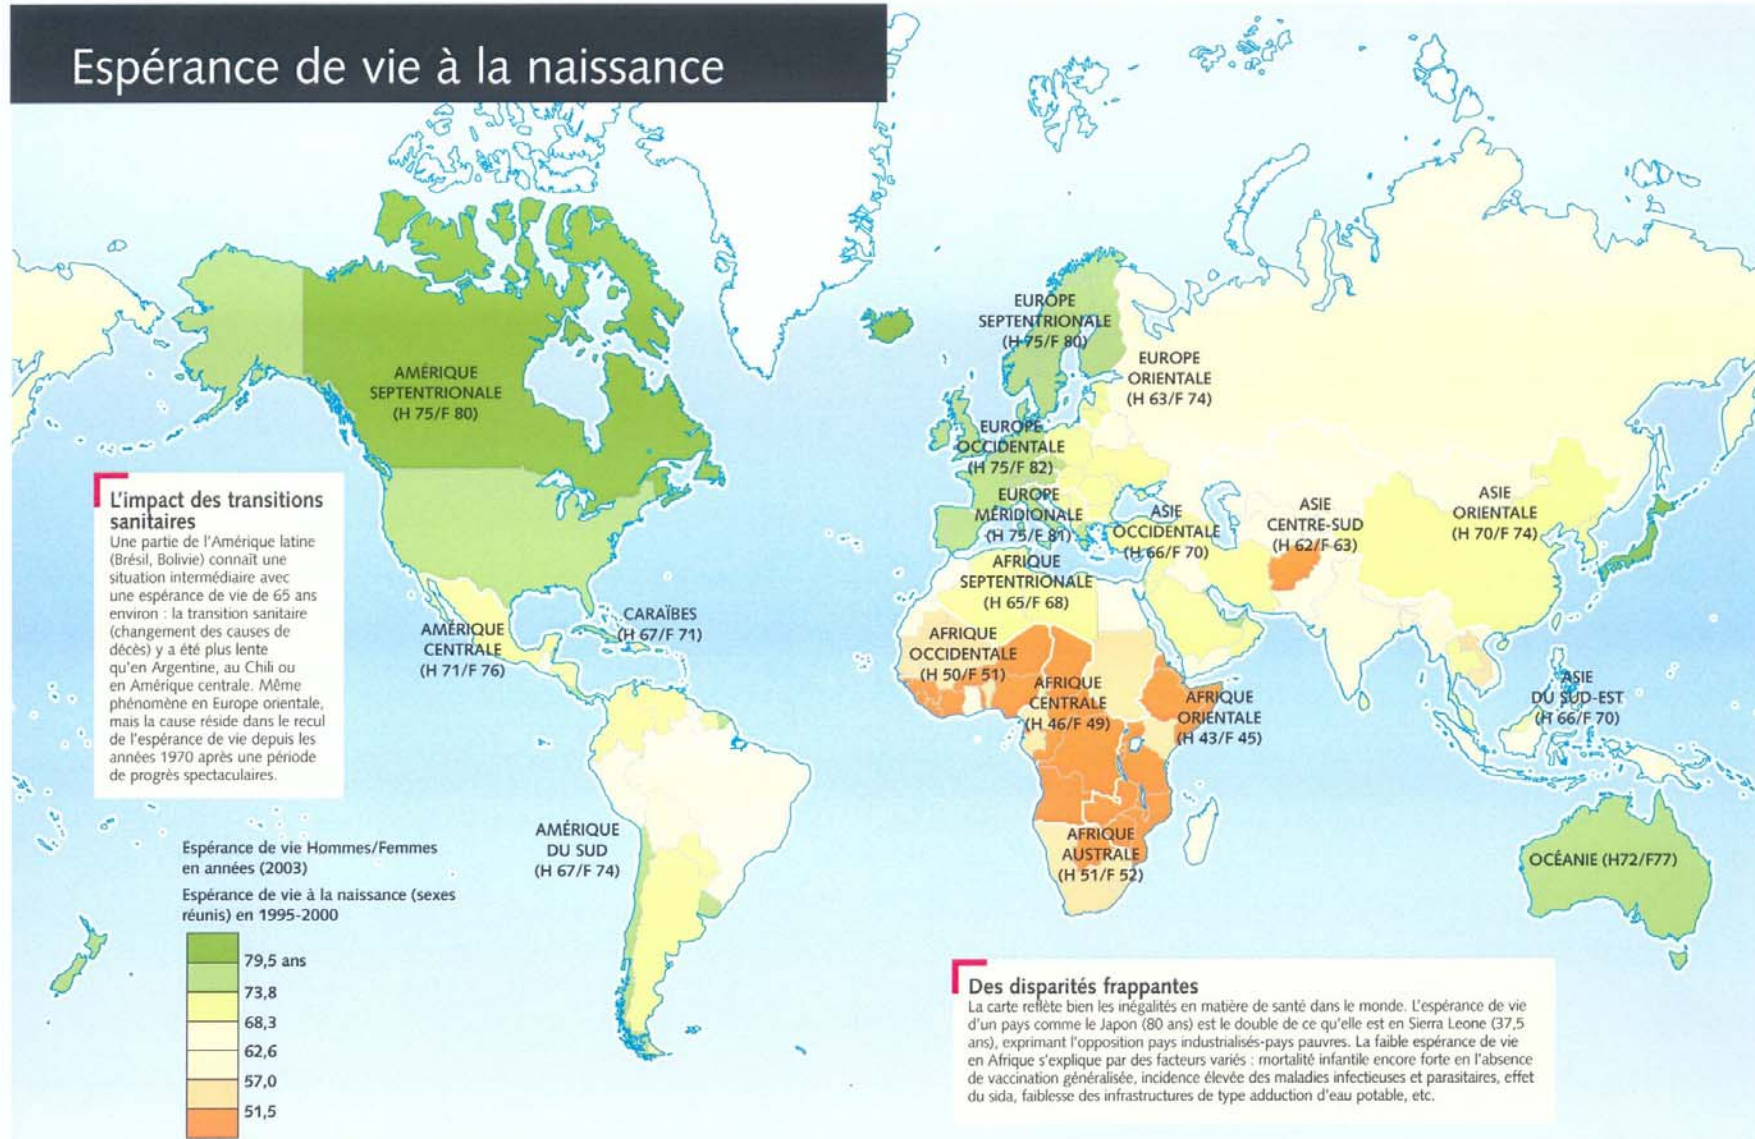 Espérance de vie à la naissance
AMÉRIQUE
SEPTENTRIONALE
(H 75/F 80)
EUROPE
SEPTENTRIONALE
(H 75/F 80)
EUROPE
ORIENTALE
(H 63/F 74)
EUROPE
OCCIDENTALE
(H 75/F 82)
EUROPE
MÉRIDIONALE
(H 75/F 81)
ASIE
OCCIDENTALE
(H 66/F 70)
ASIE
CENTRE-SUD
(H 62/F 63)
ASIE
ORIENTALE
(H 70/F 74)
L'impact des transitions
sanitaires
Une partie de l'Amérique latine
(Brésil, Bolivie) connaît une
situation intermédiaire avec
une espérance de vie de 65 ans
environ : la transition sanitaire
(changement des causes de
décès) y a été plus lente
qu'en Argentine, au Chili ou
en Amérique centrale. Même
phénomène en Europe orientale,
mais la cause réside dans le recul
de l'espérance de vie depuis les
années 1970 après une période
de progrès spectaculaires.
AFRIQUE
SEPTENTRIONALE
(H 65/F 68)
CARAÏBES
(H 67/F 71)
AMÉRIQUE
CENTRALE
(H 71/F 76)
AFRIQUE
OCCIDENTALE
(H 50/F 51)
AFRIQUE
CENTRALE
(H 46/F 49)
AFRIQUE
ORIENTALE
(H 43/F 45)
ASIE
DU SUD-EST
(H 66/F 70)
AMÉRIQUE
DU SUD
(H 67/F 74)
AFRIQUE
AUSTRALE
(H 51/F 52)
OCÉANIE (H72/F77)
Espérance de vie Hommes/Femmes
en années (2003)
Espérance de vie à la naissance (sexes
réunis) en 1995-2000
79,5 ans
73,8
68,3
62,6
57,0
51,5
Des disparités frappantes
La carte reflète bien les inégalités en matière de santé dans le monde. L'espérance de vie
d'un pays comme le Japon (80 ans) est le double de ce qu'elle est en Sierra Leone (37,5
ans), exprimant l'opposition pays industrialisés-pays pauvres. La faible espérance de vie
en Afrique s'explique par des facteurs variés : mortalité infantile encore forte en l'absence
de vaccination généralisée, incidence élevée des maladies infectieuses et parasitaires, effet
du sida, faiblesse des infrastructures de type adduction d'eau potable, etc.